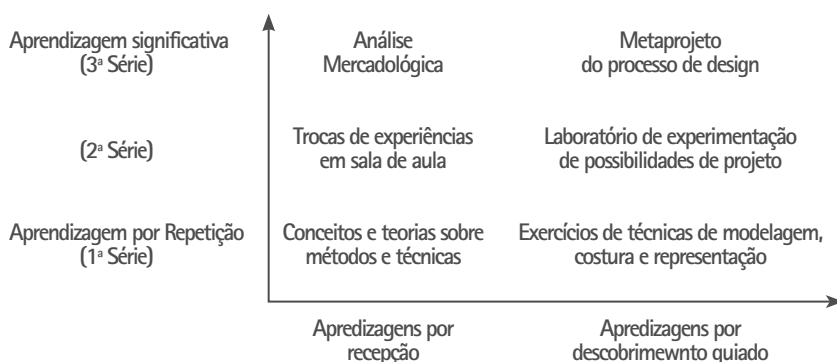 Aprendizagem significativa
(3ª Série)
Análise
Mercadológica
Metaprojeto
do processo de design
(2ª Série)
Trocas de experiências
em sala de aula
Laboratório de experimentação
de possibilidades de projeto
Aprendizagem por Repetição
(1ª Série)
Conceitos e teorias sobre
métodos e técnicas
Exercícios de técnicas de modelagem,
costura e representação
Apredizagens por
recepção
Apredizagens por
descobrimewnto guiado